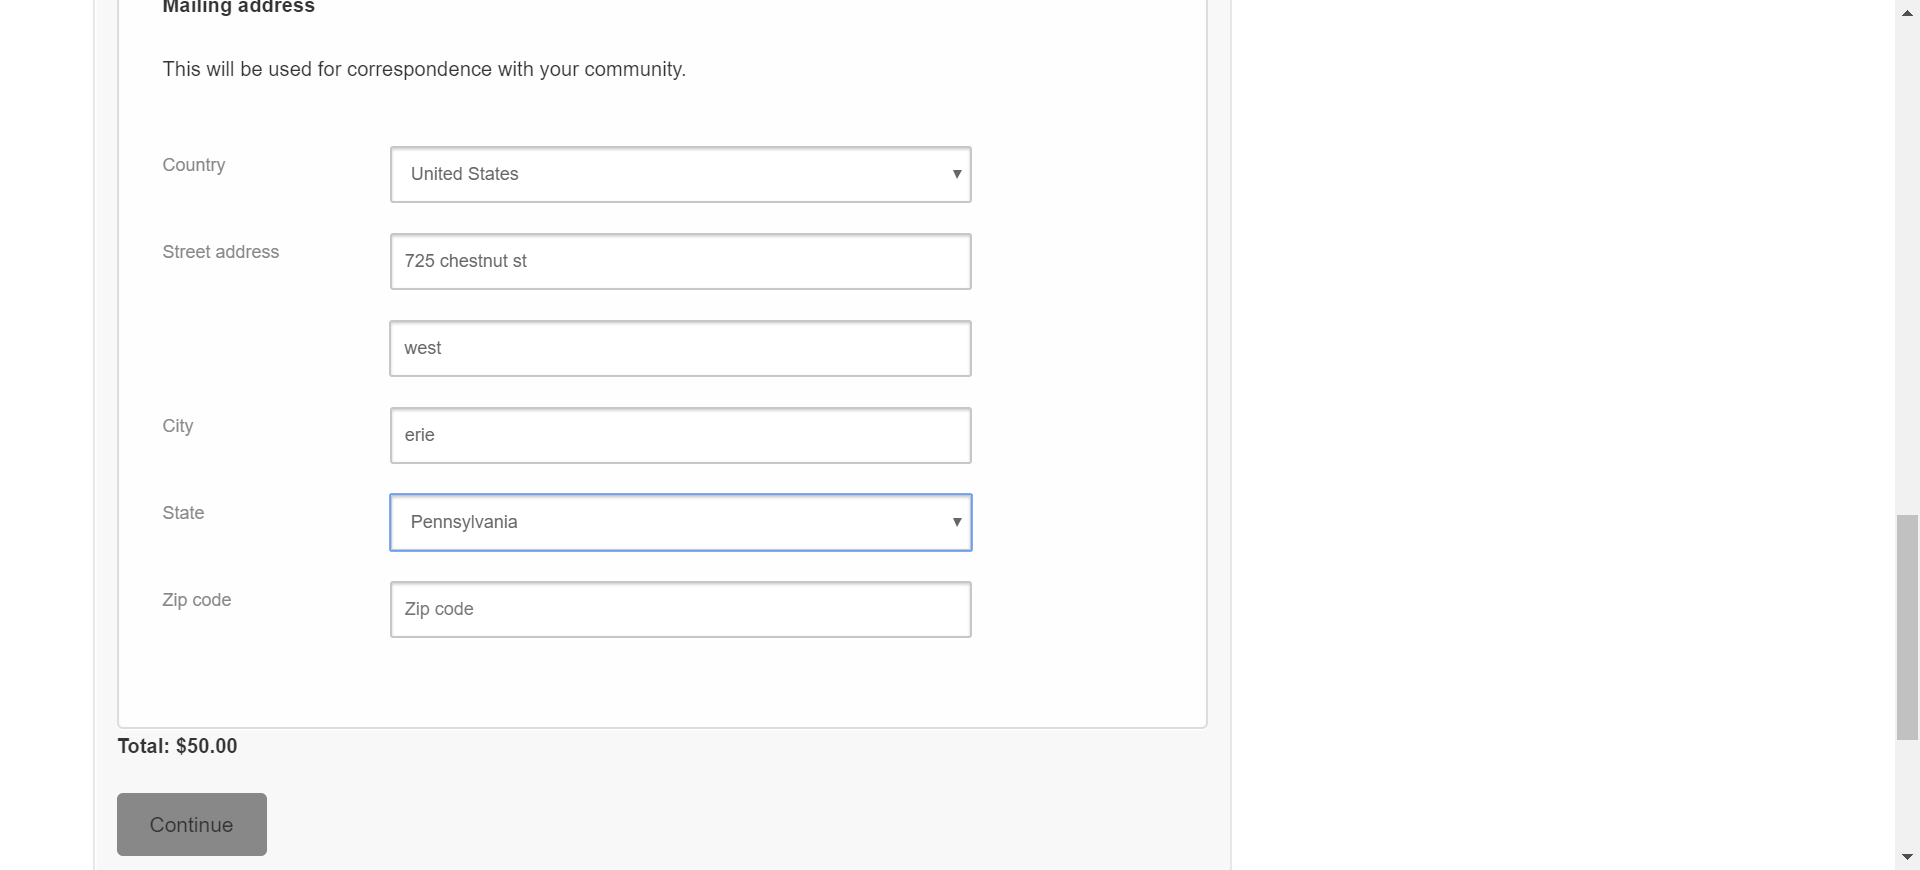 Mailing address
This will be used for correspondence with your community.
Country
United States
Street address
725 chestnut st
west
City
erie
State
Pennsylvania
Zip code
Zip code
Total: $50.00
Continue